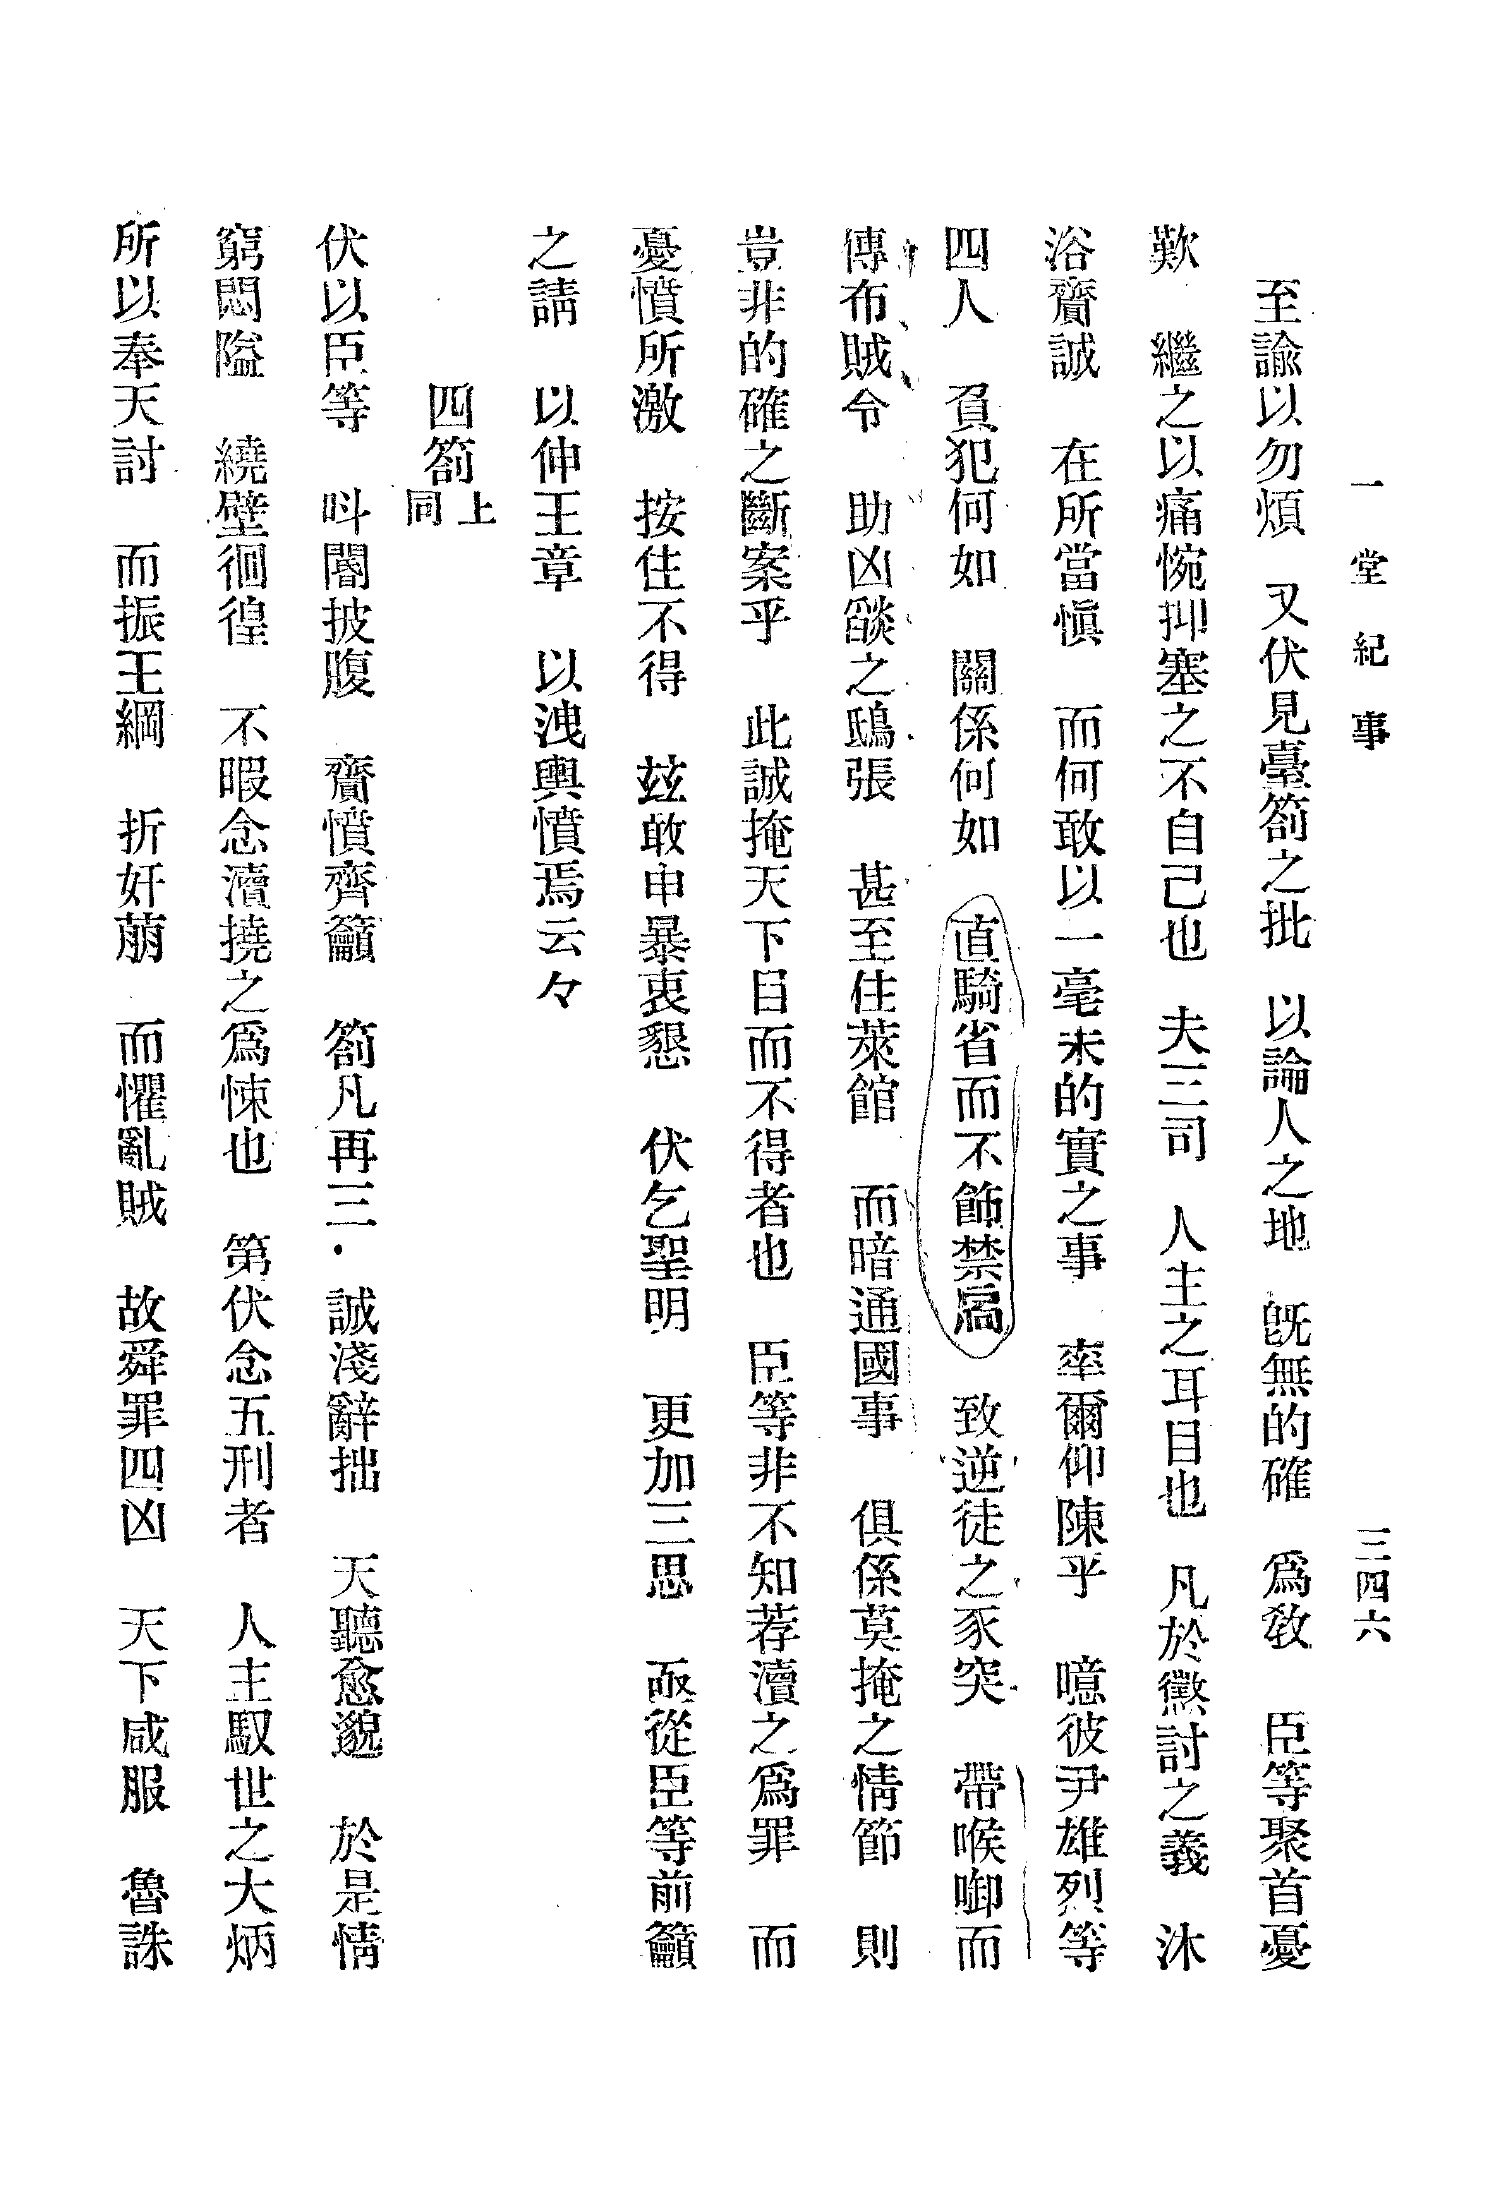 一堂紀事　三四六
至諭以勿煩　又伏見臺箚之批　以論人之地　旣無的確　爲敎　臣等聚首憂
歎　繼之以痛惋抑塞之不自已也　夫三司　人主之耳目也　凡於懲討之義　沐
浴齎誠　在所當愼　而何敢以一毫未的實之事　率爾仰陳乎　噫彼尹雄烈等
四人　負犯何如　關係何如　直騎省而不飭禁扃　致逆徒之豕突　帶喉啣而
傳布賊令　助凶燄之鴟張　甚至住萊館　而暗通國事　俱係莫掩之情節　則
豈非的確之斷案乎　此誠掩天下目而不得者也　臣等非不知荐瀆之爲罪　而
憂憤所激　按住不得　玆敢申暴衷懇　伏乞聖明　更加三思　亟從臣等前籲
之請　以伸王章　以洩輿憤焉云々
四箚上同
伏以臣等　呌閽披腹　齎憤齊籲　箚凡再三・誠淺辭拙　天聽愈邈　於是情
窮悶隘　繞壁徊徨　不暇念瀆撓之爲悚也　第伏念五刑者　人主馭世之大炳
所以奉天討　而振王綱　折奸萠　而懼亂賊　故舜罪四凶　天下咸服　魯誅